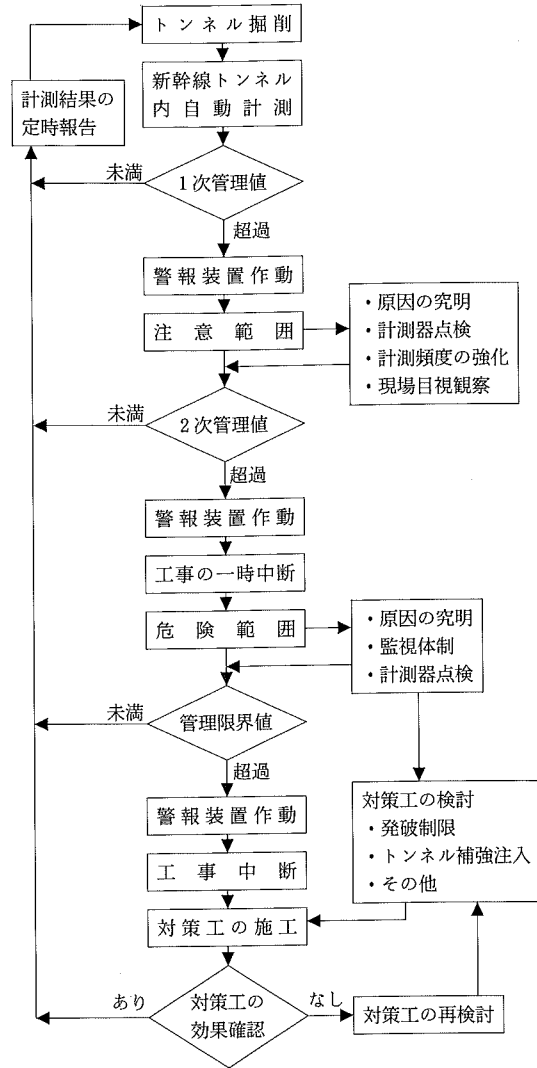 トンネル掘削
新幹線トンネル
内自動計測
計測結果の
定時報告
未満
1次管理値
超過
警報装置作動
注意範囲
・原因の究明
・計測器点検
・計測頻度の強化
・現場目視観察
未満
2次管理値
超過
警報装置作動
工事の一時中断
危険範囲
・原因の究明
・監視体制
・計測器点検
未満
管理限界値
超過
警報装置作動
工事中断
対策工の検討
・発破制限
・トンネル補強注入
・その他
対策工の施工
あり
対策工の
効果確認
なし
対策工の再検討